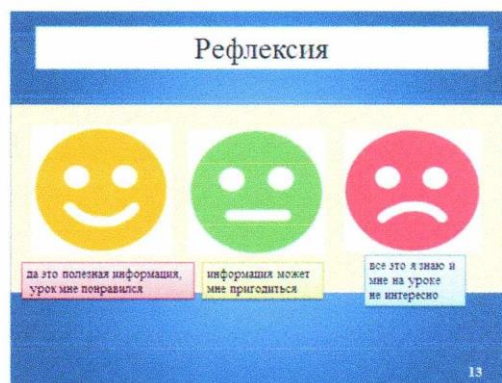 Рефлексия
да это полезная информация,
урок мне понравился
информация может
мне пригодиться
все это я знаю и
мне на уроке
не интересно
13